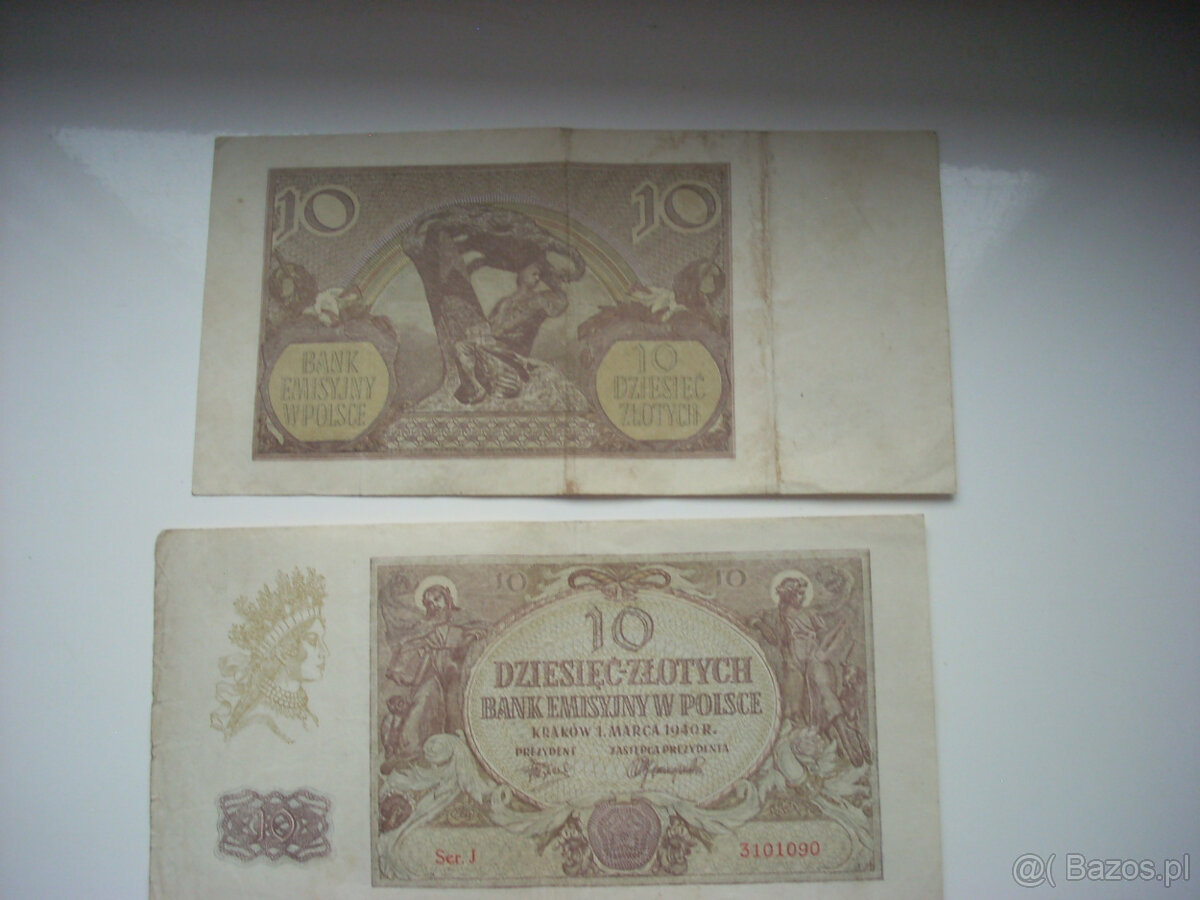 10 10
BANK
EMISYJNY
W POLSCE
10
DZIESIĘĆ
ZŁOTYCH
10 10
10
DZIESIĘĆ-ZŁOTYCH
BANK EMISYJNY W POLSCE
KRAKÓW 1. MARCA 1940 R.
PREZYDENT ZASTĘPCA PREZYDENTA
10
Ser. J 3101090
@( Bazos.pl